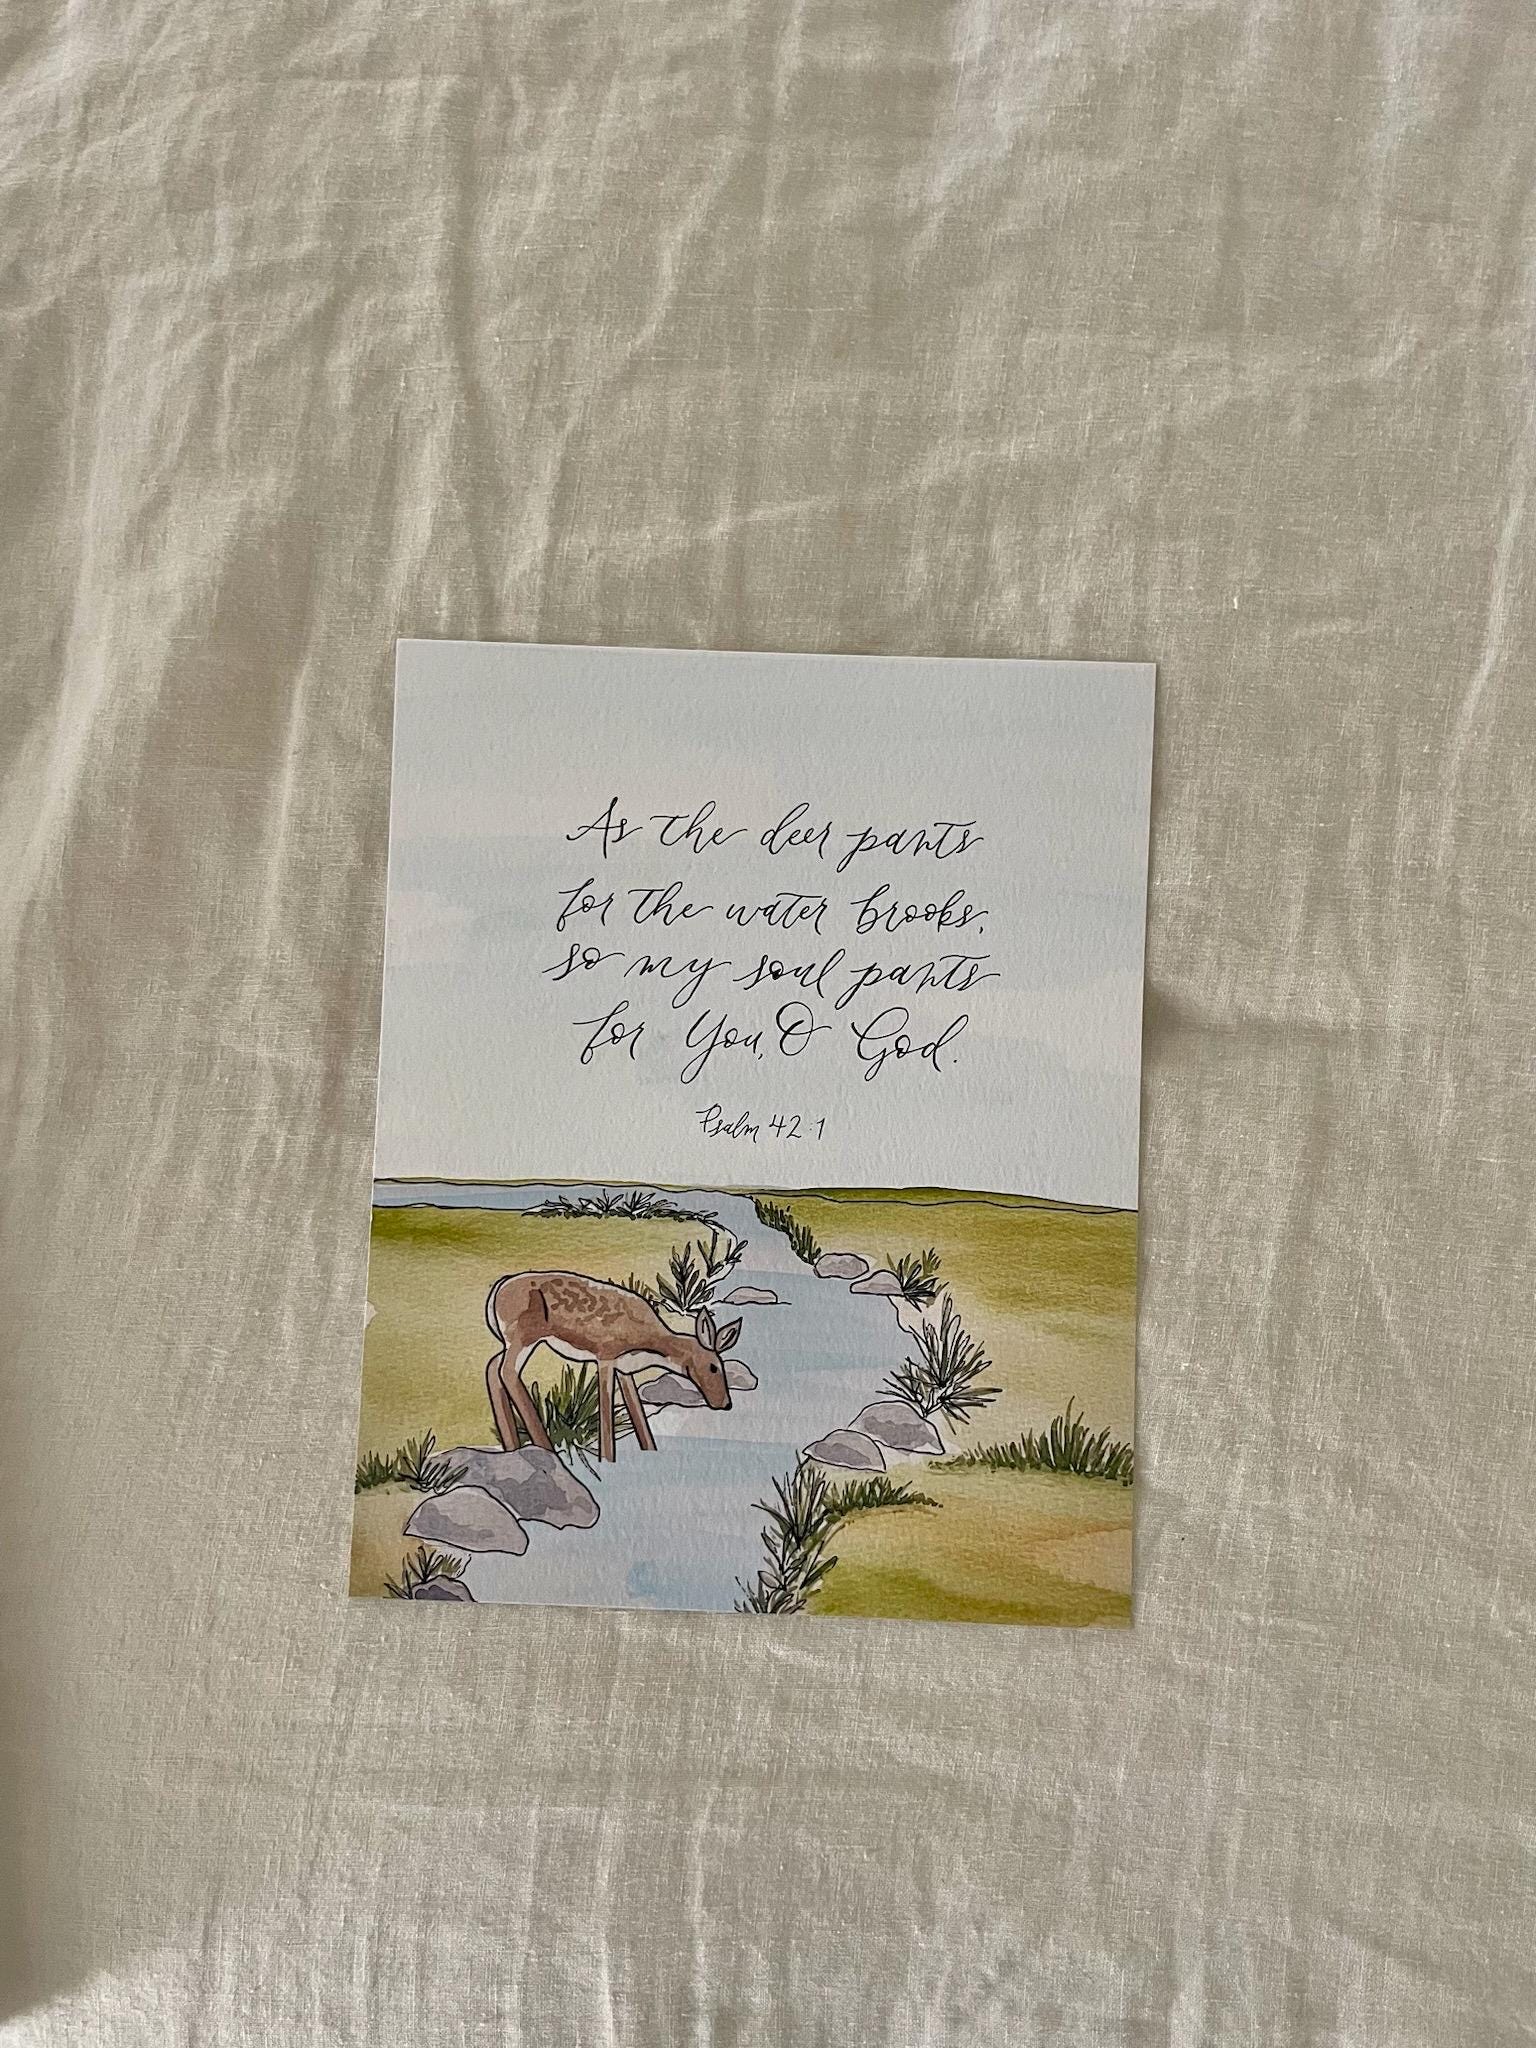 As the deer pants
for the water brooks,
so my soul pants
for You, O God.
Psalm 42:1